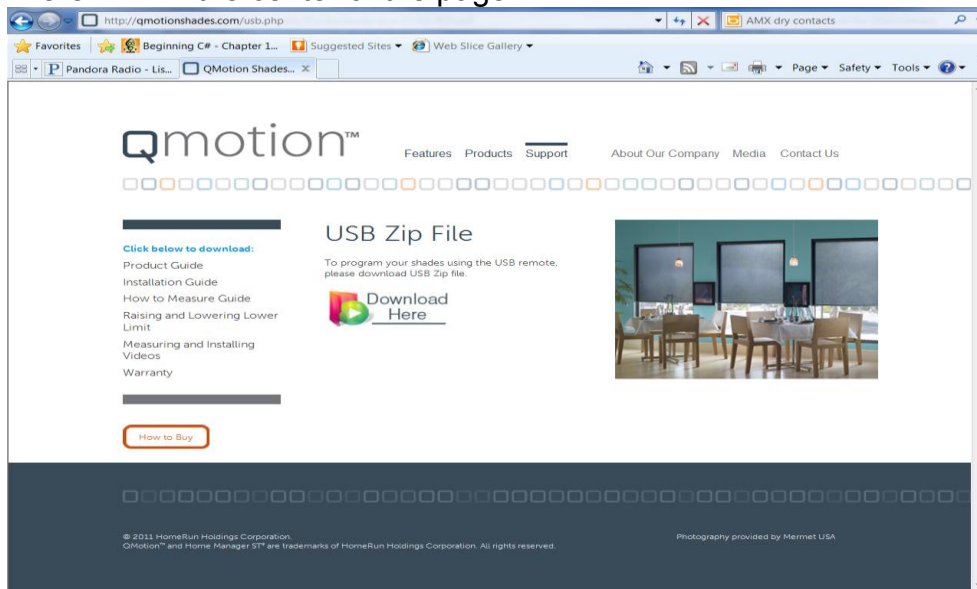 http://qmotionshades.com/usb.php
AMX dry contacts
Favorites
Beginning C# - Chapter 1...
Suggested Sites
Web Slice Gallery
Pandora Radio - Lis...
QMotion Shades...
Page
Safety
Tools
Qmotion™
Features Products Support About Our Company Media Contact Us
Click below to download:
Product Guide
Installation Guide
How to Measure Guide
Raising and Lowering Lower
Limit
Measuring and Installing
Videos
Warranty
How to Buy
USB Zip File
To program your shades using the USB remote,
please download USB Zip file.
Download
Here
© 2011 HomeRun Holdings Corporation.
QMotion™ and Home Manager ST® are trademarks of HomeRun Holdings Corporation. All rights reserved.
Photography provided by Mermet USA